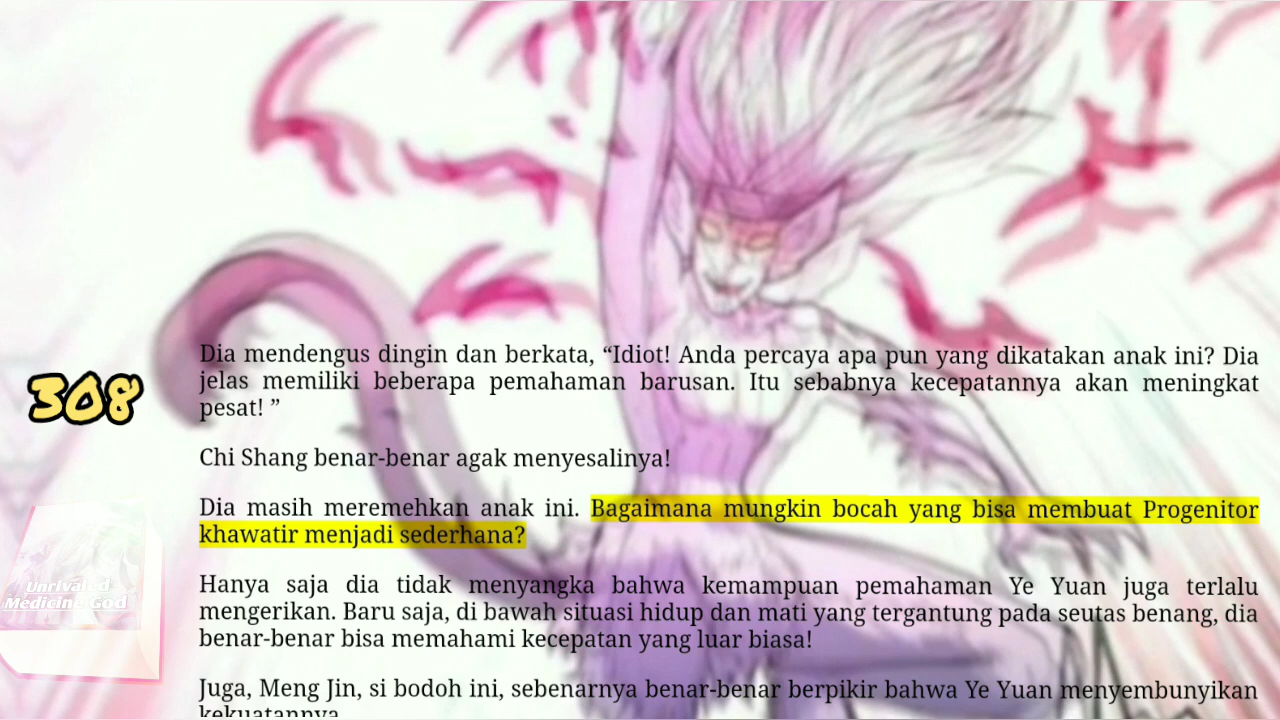 Dia mendengus dingin dan berkata, “Idiot! Anda percaya apa pun yang dikatakan anak ini? Dia
jelas memiliki beberapa pemahaman barusan. Itu sebabnya kecepatannya akan meningkat
pesat! ”
308
Chi Shang benar-benar agak menyesalinya!
Dia masih meremehkan anak ini. Bagaimana mungkin bocah yang bisa membuat Progenitor
khawatir menjadi sederhana?
Hanya saja dia tidak menyangka bahwa kemampuan pemahaman Ye Yuan juga terlalu
mengerikan. Baru saja, di bawah situasi hidup dan mati yang tergantung pada seutas benang, dia
benar-benar bisa memahami kecepatan yang luar biasa!
Unrivaled
Medicine God
Juga, Meng Jin, si bodoh ini, sebenarnya benar-benar berpikir bahwa Ye Yuan menyembunyikan
kekuatannya